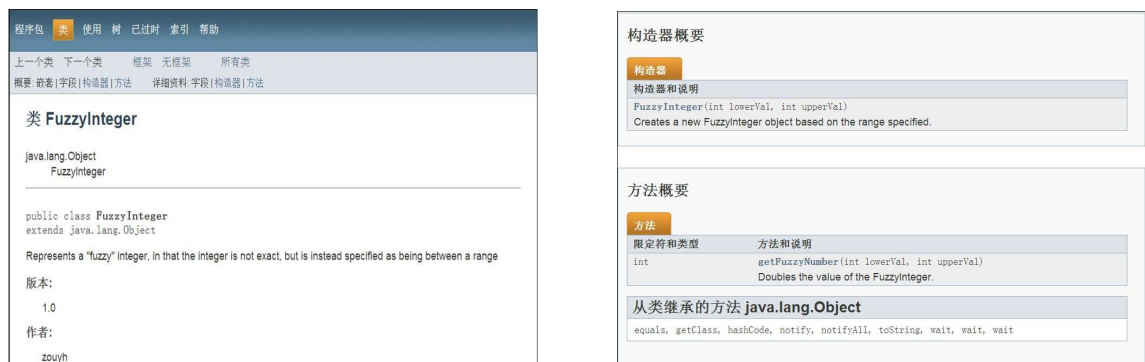 程序包 类 使用 树 已过时 索引 帮助
上一个类 下一个类 框架 无框架 所有类
概要: 嵌套 | 字段 | 构造器 | 方法 详细资料: 字段 | 构造器 | 方法
类 FuzzyInteger
java.lang.Object
FuzzyInteger
public class FuzzyInteger
extends java.lang.Object
Represents a "fuzzy" integer, in that the integer is not exact, but is instead specified as being between a range
版本:
1.0
作者:
zouyh
构造器概要
构造器
构造器和说明
FuzzyInteger(int lowerVal, int upperVal)
Creates a new FuzzyInteger object based on the range specified.
方法概要
方法
限定符和类型 方法和说明
int getFuzzyNumber(int lowerVal, int upperVal)
Doubles the value of the FuzzyInteger.
从类继承的方法 java.lang.Object
equals, getClass, hashCode, notify, notifyAll, toString, wait, wait, wait